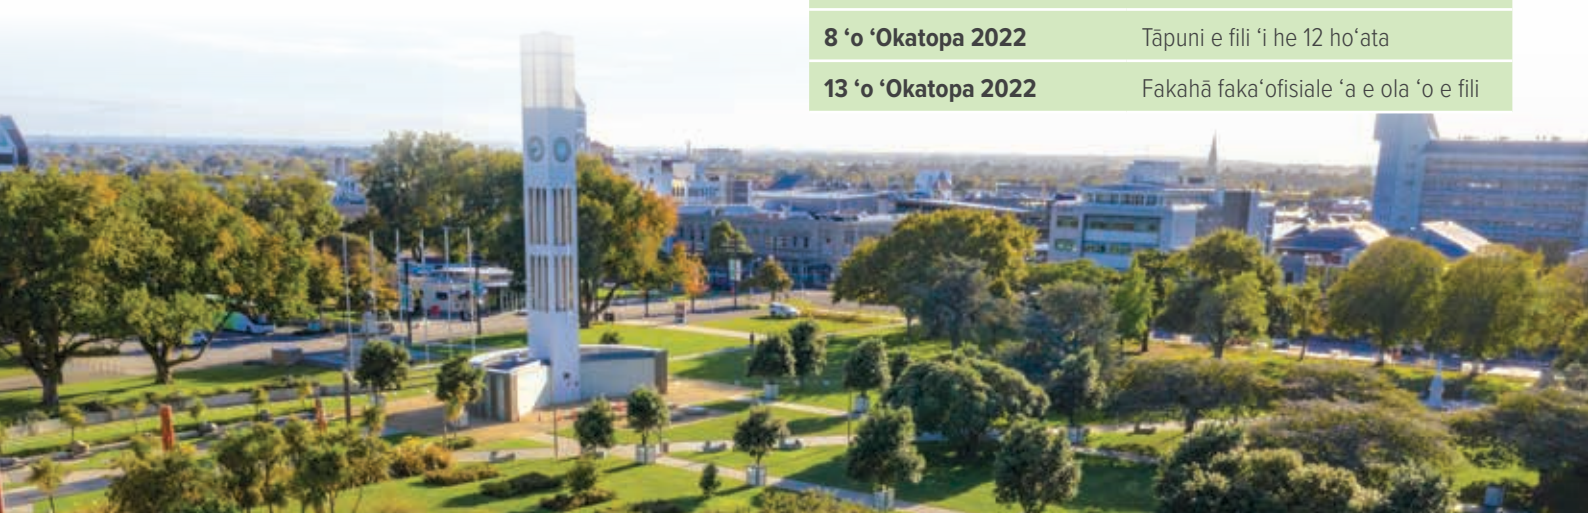 8 ‘o ‘Okatopa 2022 Tāpuni e fili ‘i he 12 ho‘ata
13 ‘o ‘Okatopa 2022 Fakahā faka‘ofisiale ‘a e ola ‘o e fili